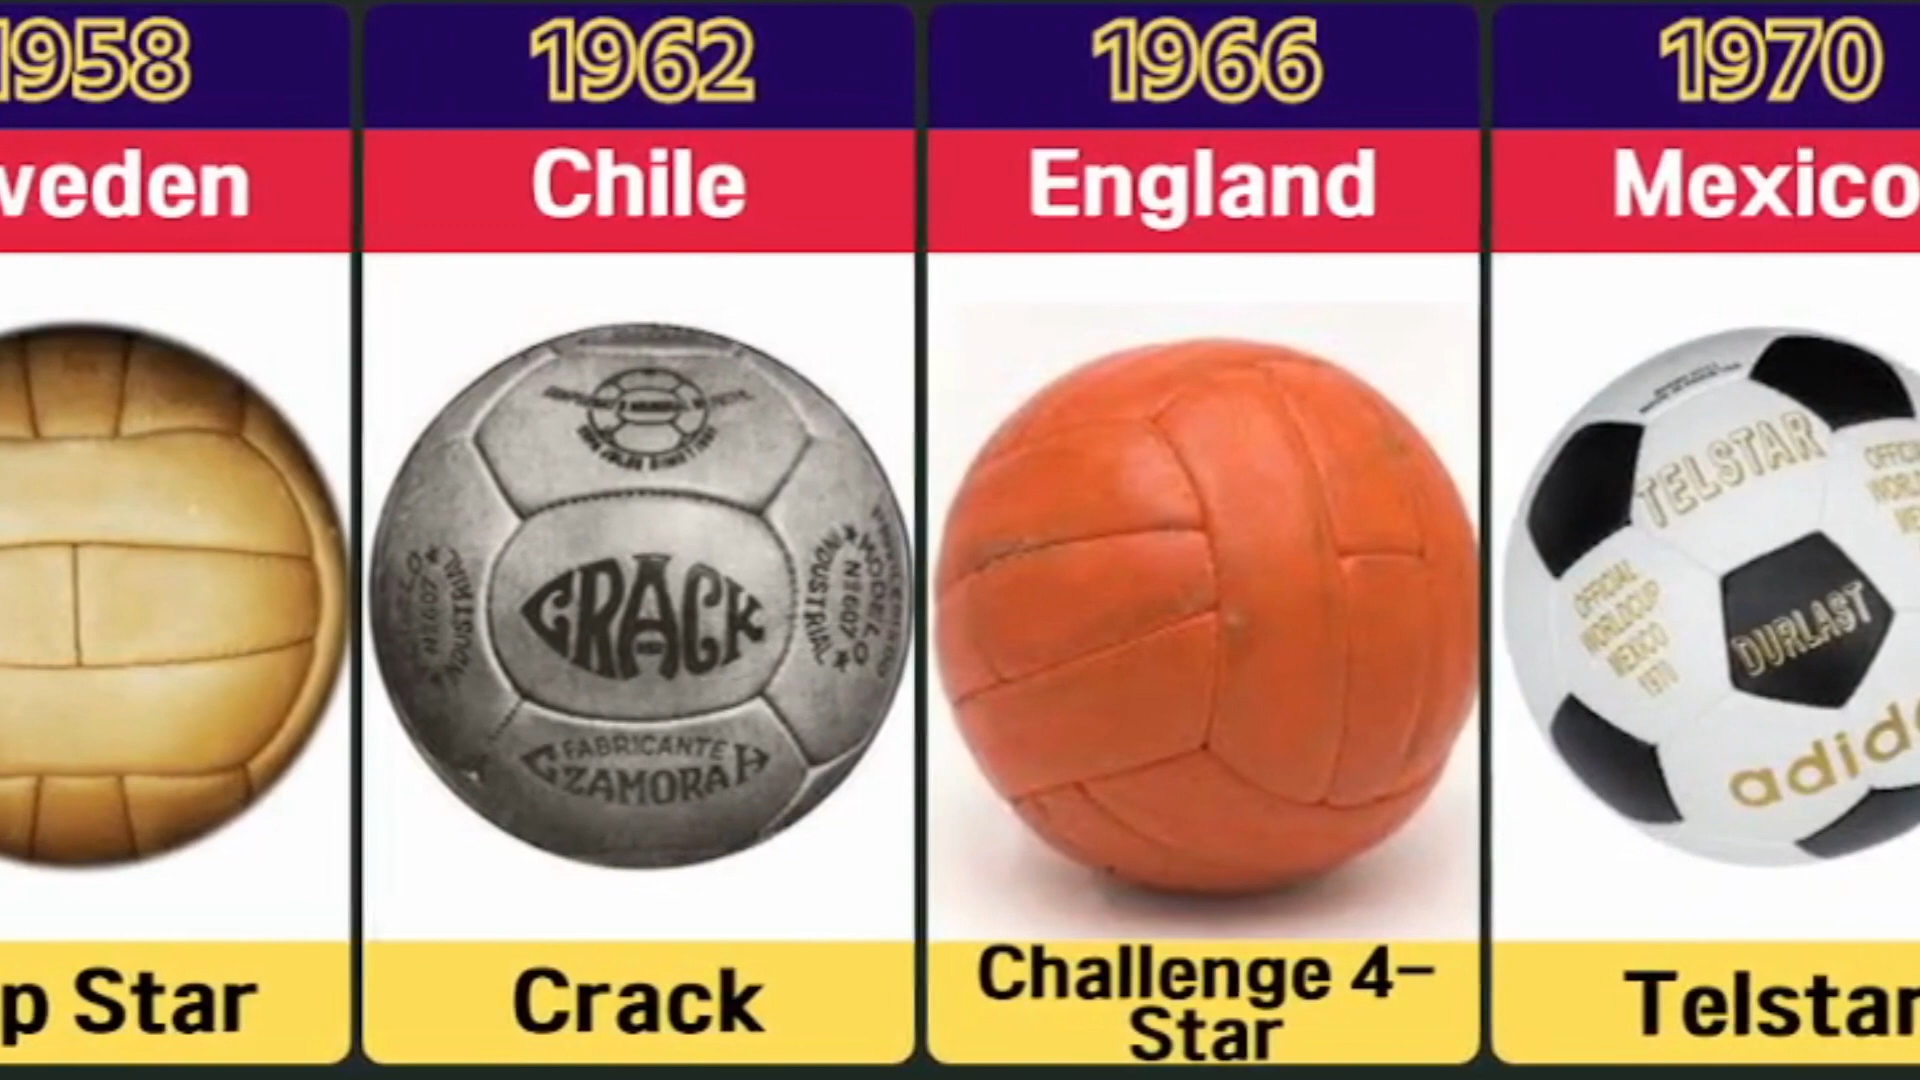 1958
1962
1966
1970
veden
Chile
England
Mexico
CRACK
INDUSTRIAL
FABRICANTE
ZAMORA
TELSTAR
OFFICIAL
WORLDCUP
MEXICO
1970
DURLAST
adid
p Star
Crack
Challenge 4-
Star
Telstar